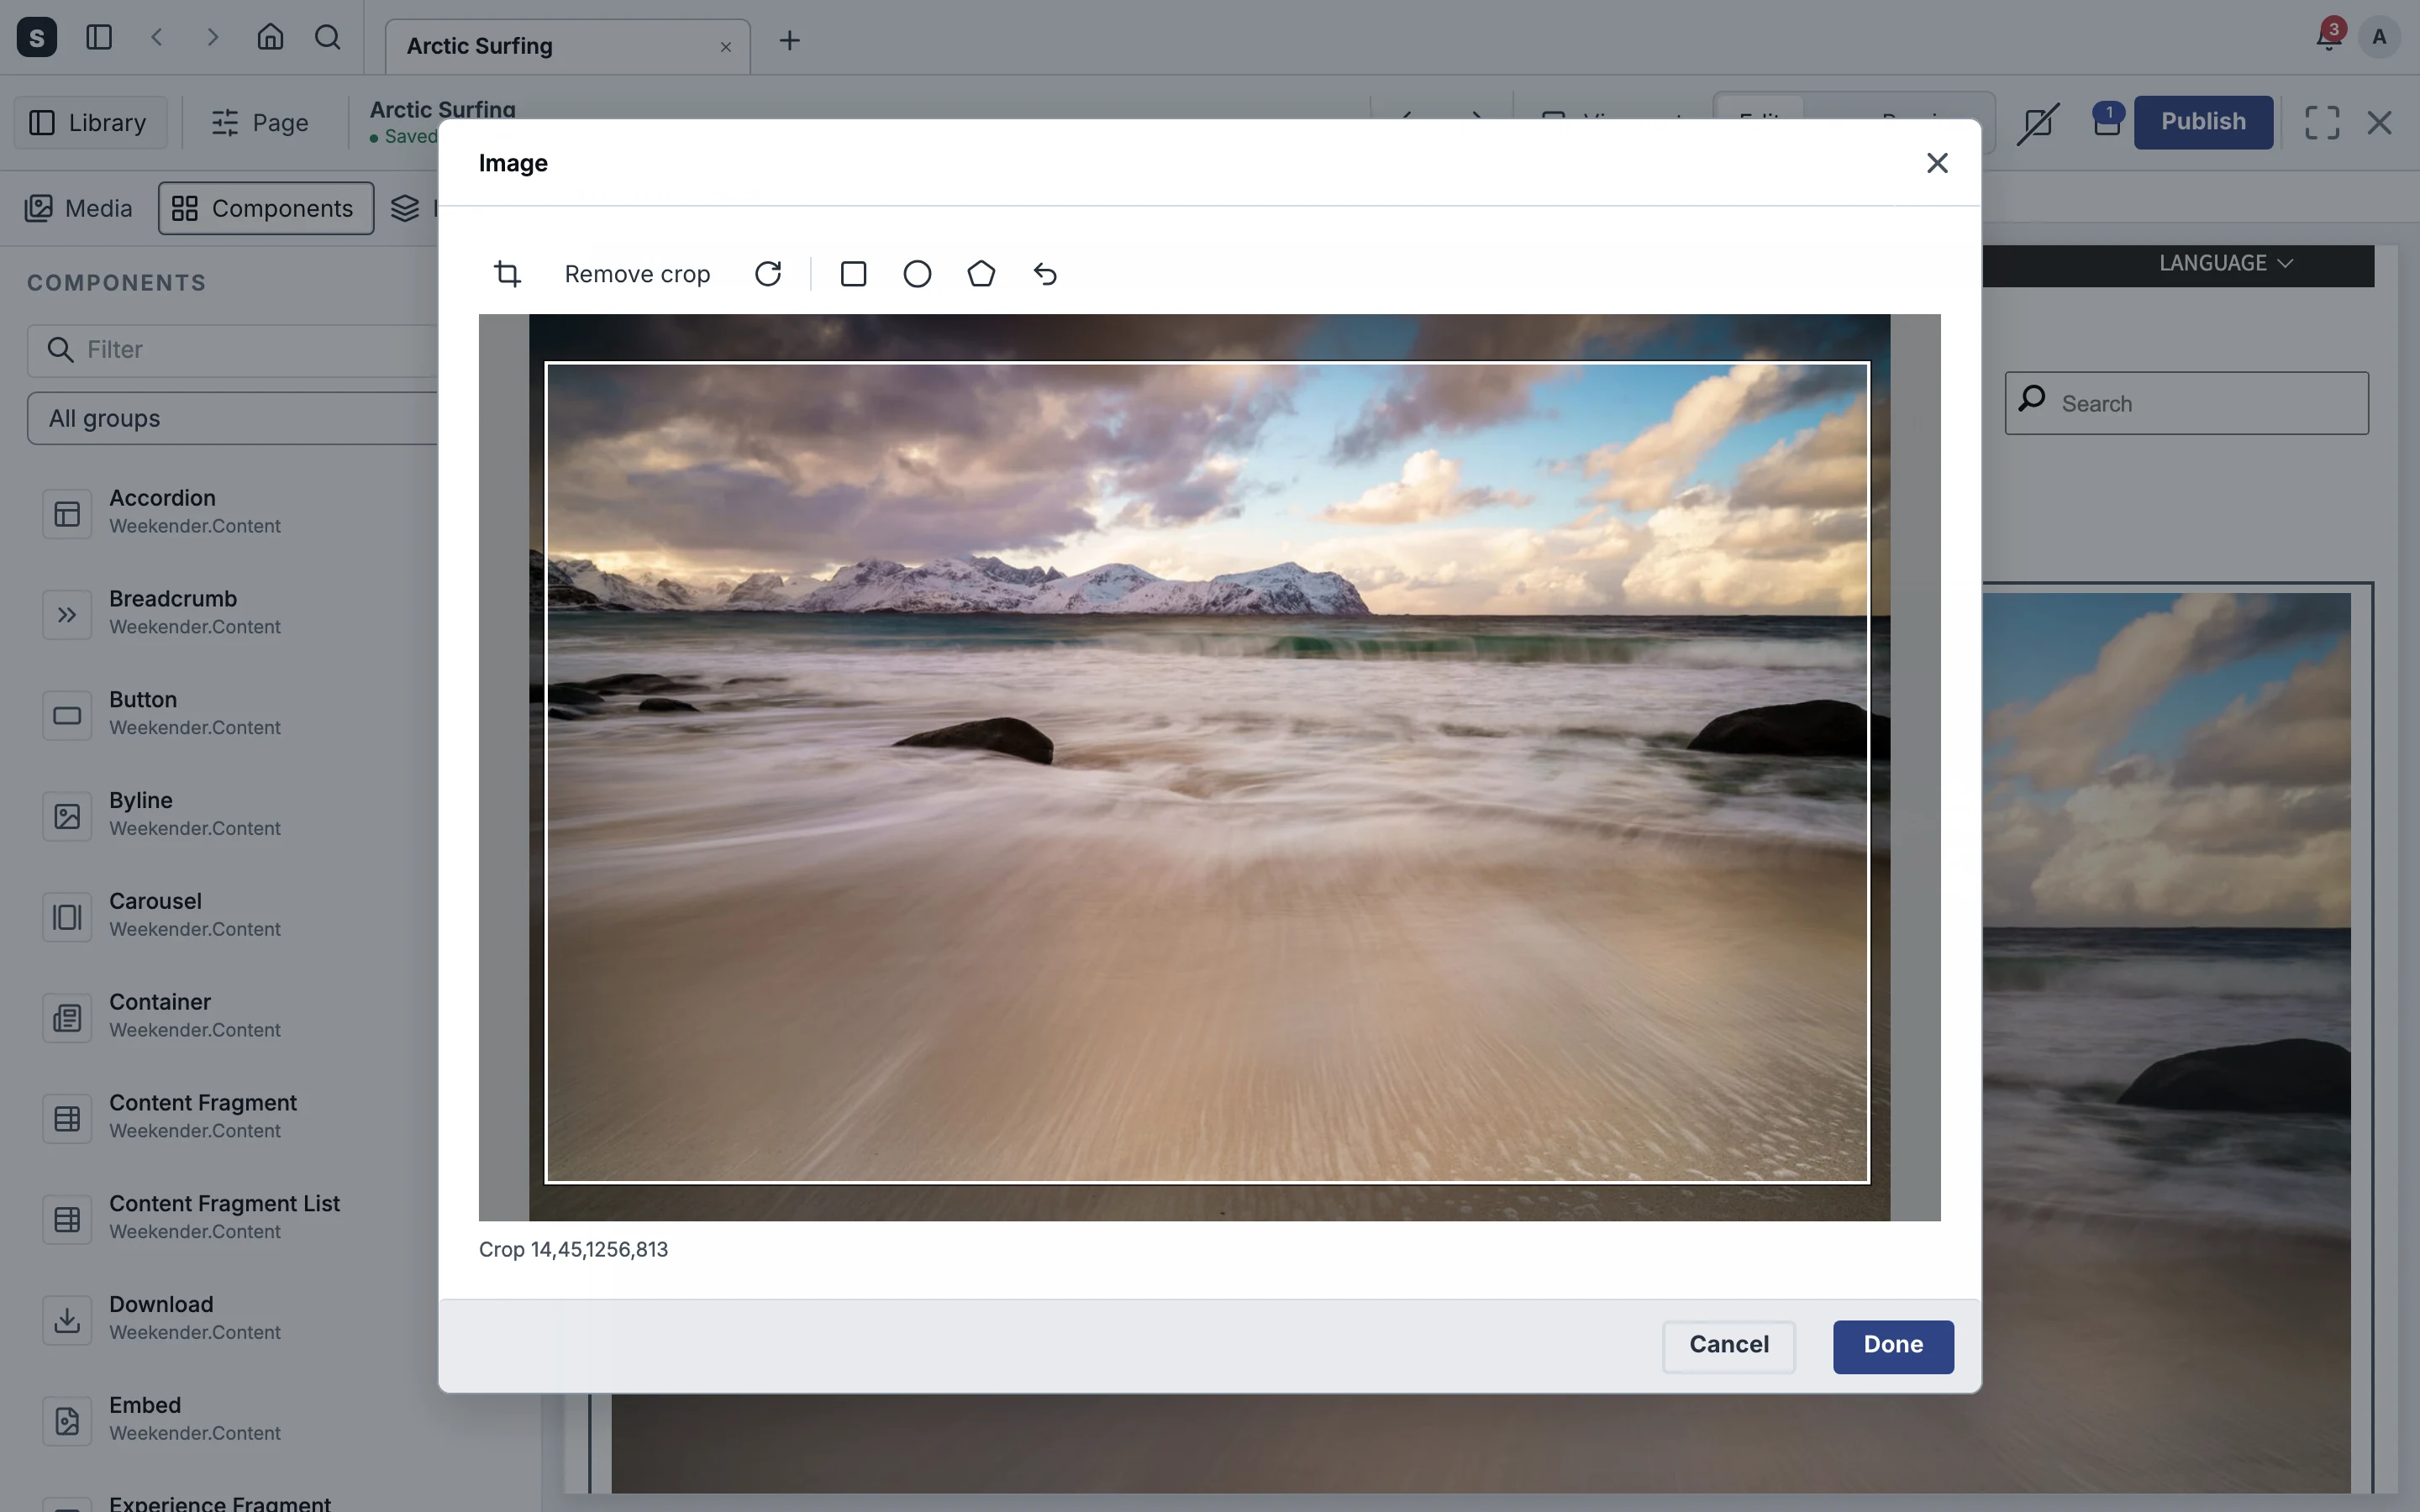 S
Arctic Surfing
3
A
Library
Page
Arctic Surfing
Saved
1
Publish
Media
Components
Image
Remove crop
LANGUAGE
COMPONENTS
Filter
All groups
Search
Accordion
Weekender.Content
Breadcrumb
Weekender.Content
Button
Weekender.Content
Byline
Weekender.Content
Carousel
Weekender.Content
Container
Weekender.Content
Content Fragment
Weekender.Content
Content Fragment List
Weekender.Content
Download
Weekender.Content
Embed
Weekender.Content
Experience Fragment
Crop 14,45,1256,813
Cancel
Done